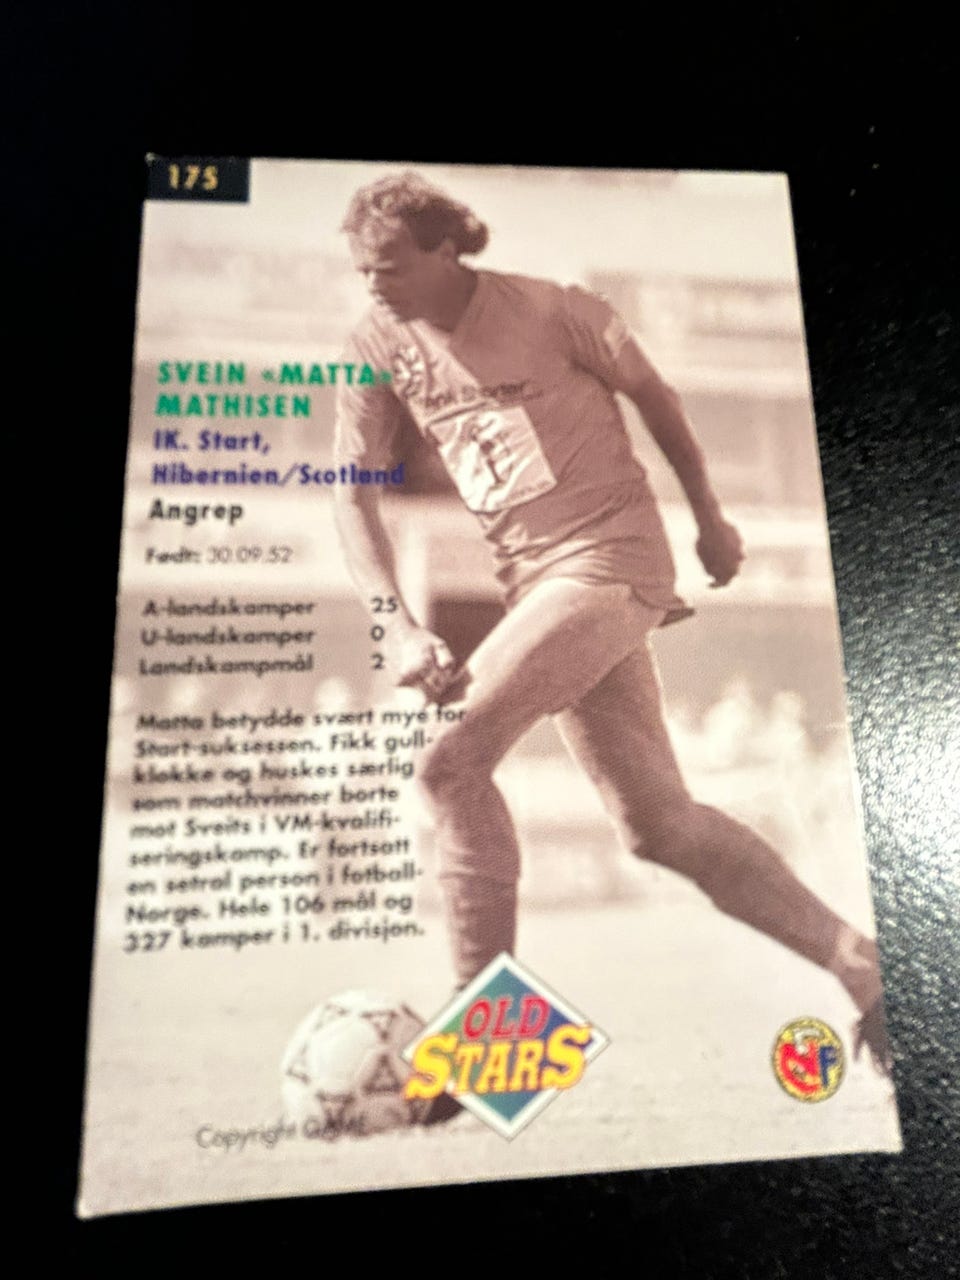 175
SVEIN «MATTA»
MATHISEN
IK. Start,
Hibernien/Scotland
Angrep
Født: 30.09.52
A-landskamper 25
U-landskamper 0
Landskampmål 2
Matta betydde svært mye for
Start-suksessen. Fikk gull-
klokke og huskes særlig
som matchvinner borte
mot Sveits i VM-kvalifi-
seringskamp. Er fortsatt
en setral person i fotball-
Norge. Hele 106 mål og
327 kamper i 1. divisjon.
OLD
STARS
Copyright